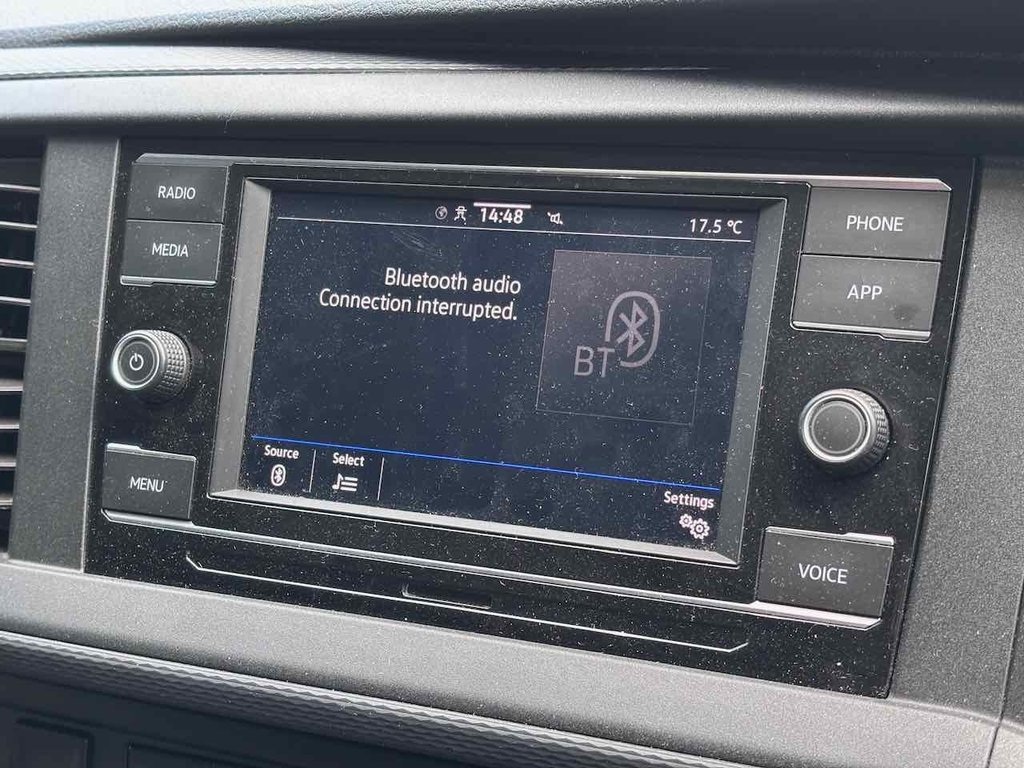 RADIO
MEDIA
MENU
14:48
17.5 °C
Bluetooth audio
Connection interrupted.
BT
Source
Select
Settings
PHONE
APP
VOICE